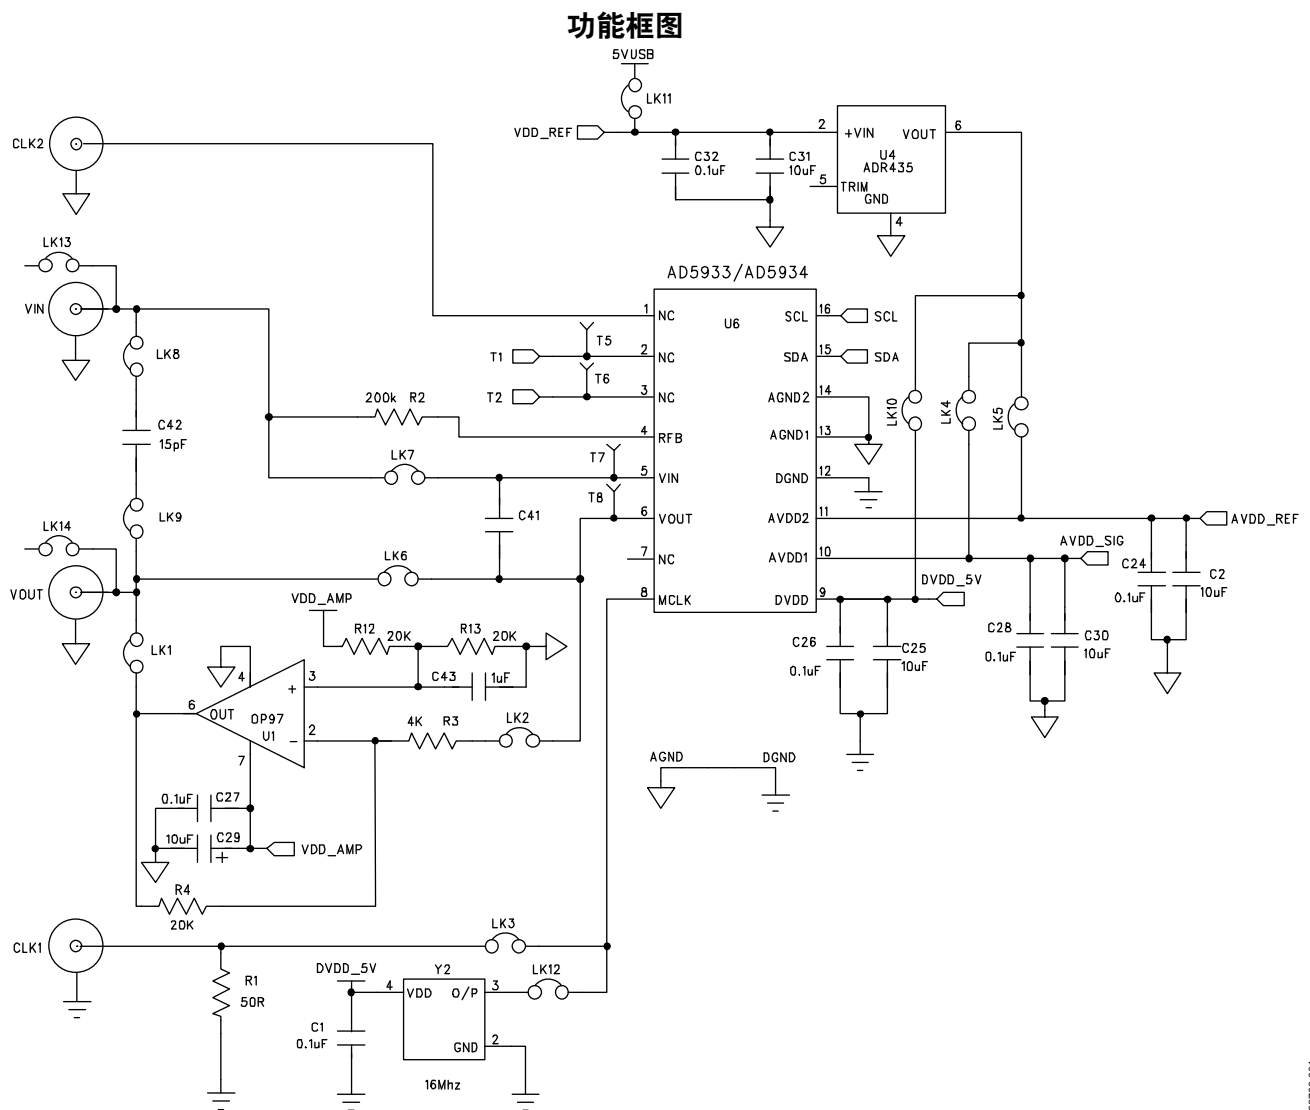 功能框图
5VUSB
LK11
VDD_REF
2
+VIN
VOUT
6
U4
ADR435
5
TRIM
GND
4
C32
0.1uF
C31
10uF
CLK2
LK13
VIN
LK8
C42
15pF
LK9
LK14
VOUT
LK1
AD5933/AD5934
U6
1
NC
T5
T1
2
NC
T6
T2
3
NC
200k
R2
4
RFB
LK7
T7
5
VIN
T8
6
VOUT
C41
7
NC
LK6
8
MCLK
SCL
16
SCL
SDA
15
SDA
AGND2
14
AGND1
13
DGND
12
AVDD2
11
AVDD_REF
AVDD1
10
AVDD_SIG
DVDD
9
DVDD_5V
LK10
LK4
LK5
C24
0.1uF
C2
10uF
C28
0.1uF
C30
10uF
C26
0.1uF
C25
10uF
VDD_AMP
R12
20K
R13
20K
C43
1uF
4
3
+
6
OUT
OP97
U1
2
−
7
4K
R3
LK2
0.1uF
C27
10uF
C29
+
VDD_AMP
R4
20K
AGND
DGND
CLK1
LK3
R1
50R
DVDD_5V
Y2
4
VDD
O/P
3
LK12
C1
0.1uF
GND
2
16Mhz